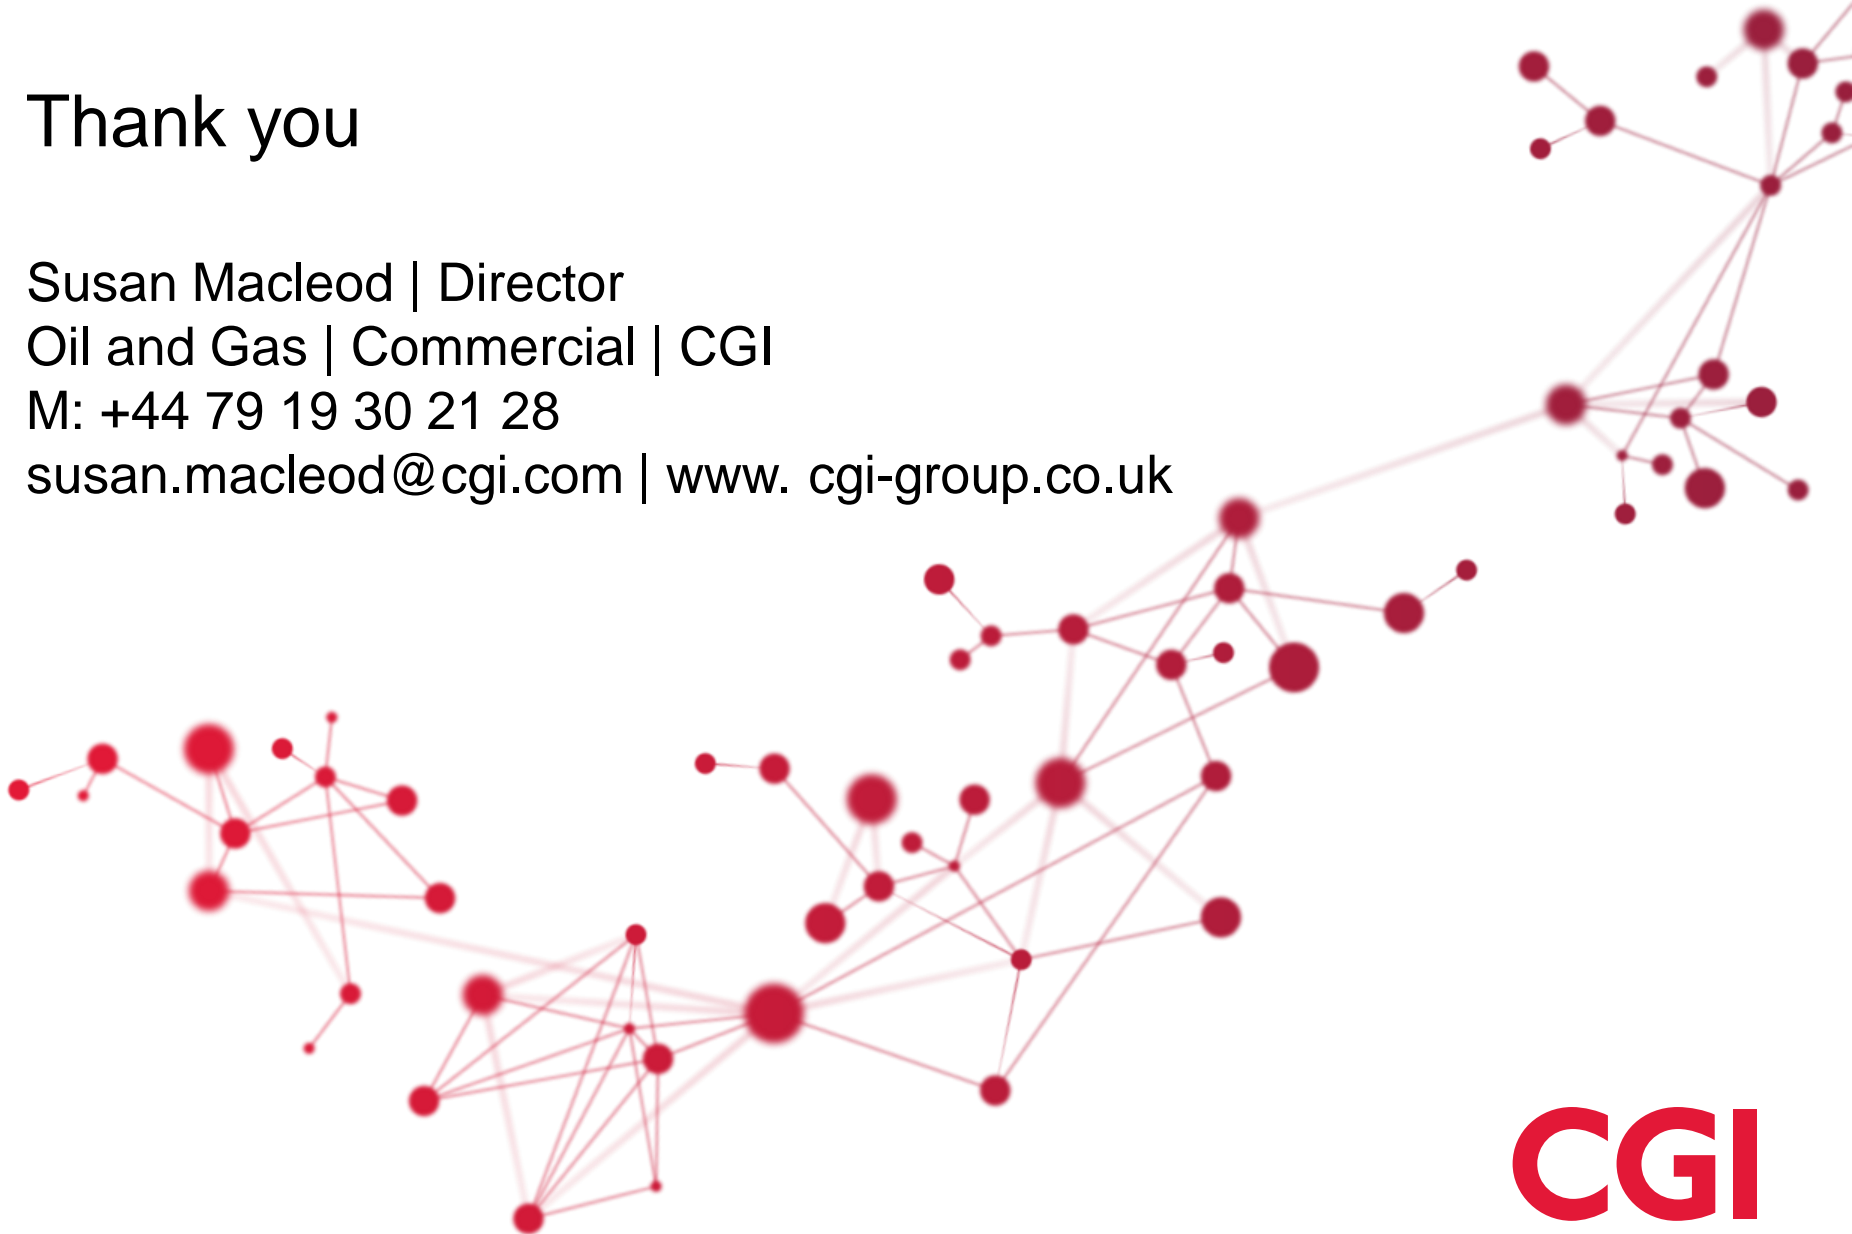 Thank you
Susan Macleod | Director
Oil and Gas | Commercial | CGI
M: +44 79 19 30 21 28
susan.macleod@cgi.com | www. cgi-group.co.uk
CGI